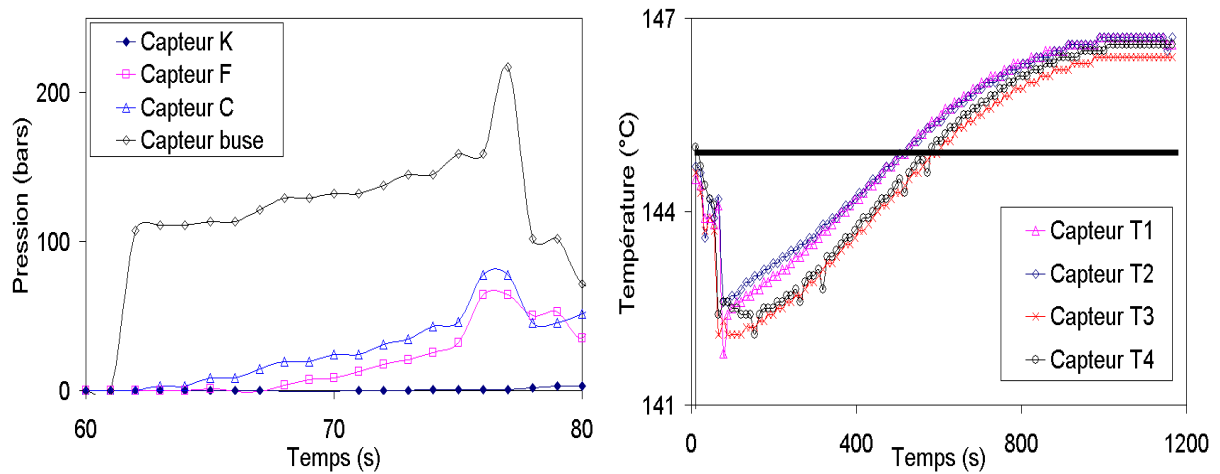 Capteur K
Capteur F
Capteur C
Capteur buse
200
100
0
Pression (bars)
60
70
80
Temps (s)
147
144
141
Température (°C)
Capteur T1
Capteur T2
Capteur T3
Capteur T4
0
400
800
1200
Temps (s)